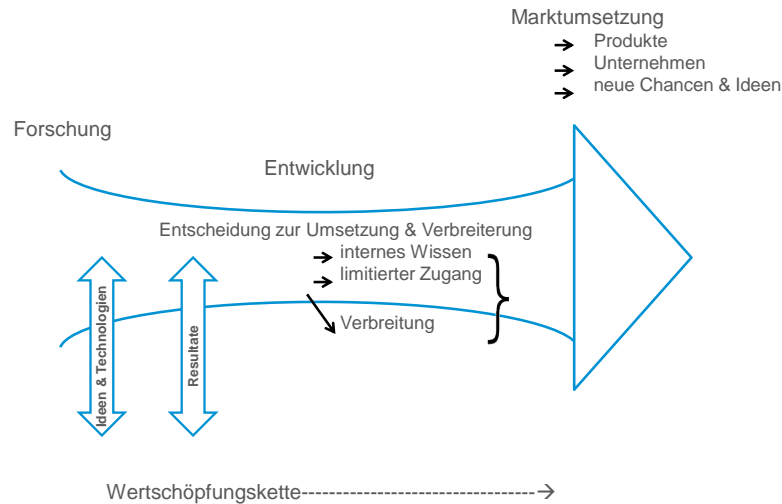 Marktumsetzung
Produkte
Unternehmen
neue Chancen & Ideen
Forschung
Entwicklung
Entscheidung zur Umsetzung & Verbreiterung
internes Wissen
limitierter Zugang
Verbreitung
Ideen & Technologien
Resultate
Wertschöpfungskette----------------------------------→